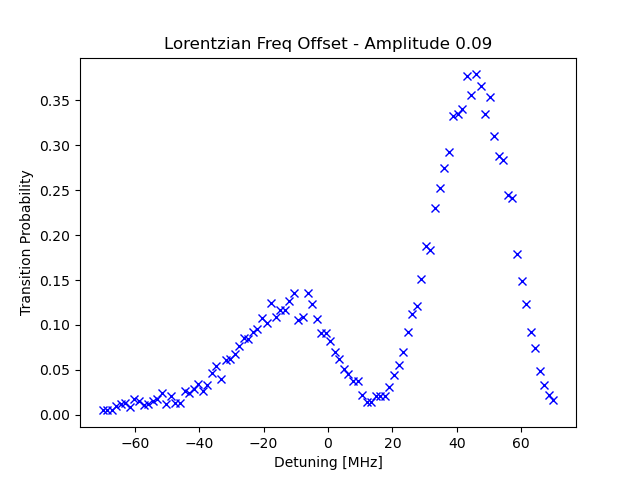 Lorentzian Freq Offset - Amplitude 0.09
Transition Probability
0.35
0.30
0.25
0.20
0.15
0.10
0.05
0.00
−60 −40 −20 0 20 40 60
Detuning [MHz]